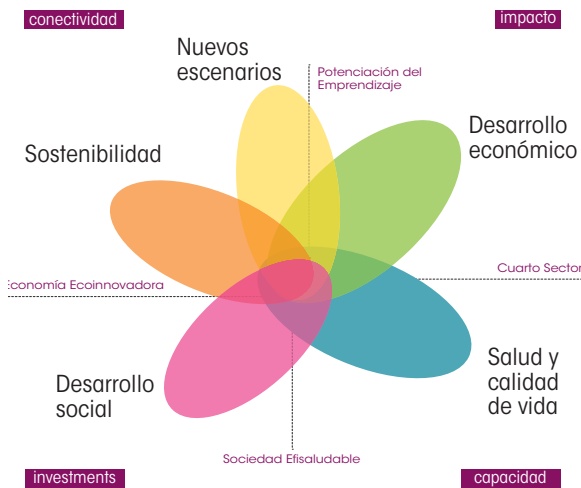 conectividad
impacto
Nuevos
escenarios
Potenciación del
Emprendizaje
Desarrollo
económico
Sostenibilidad
Cuarto Sector
Economía Ecoinnovadora
Salud y
calidad
de vida
Desarrollo
social
Sociedad Efisaludable
investments
capacidad